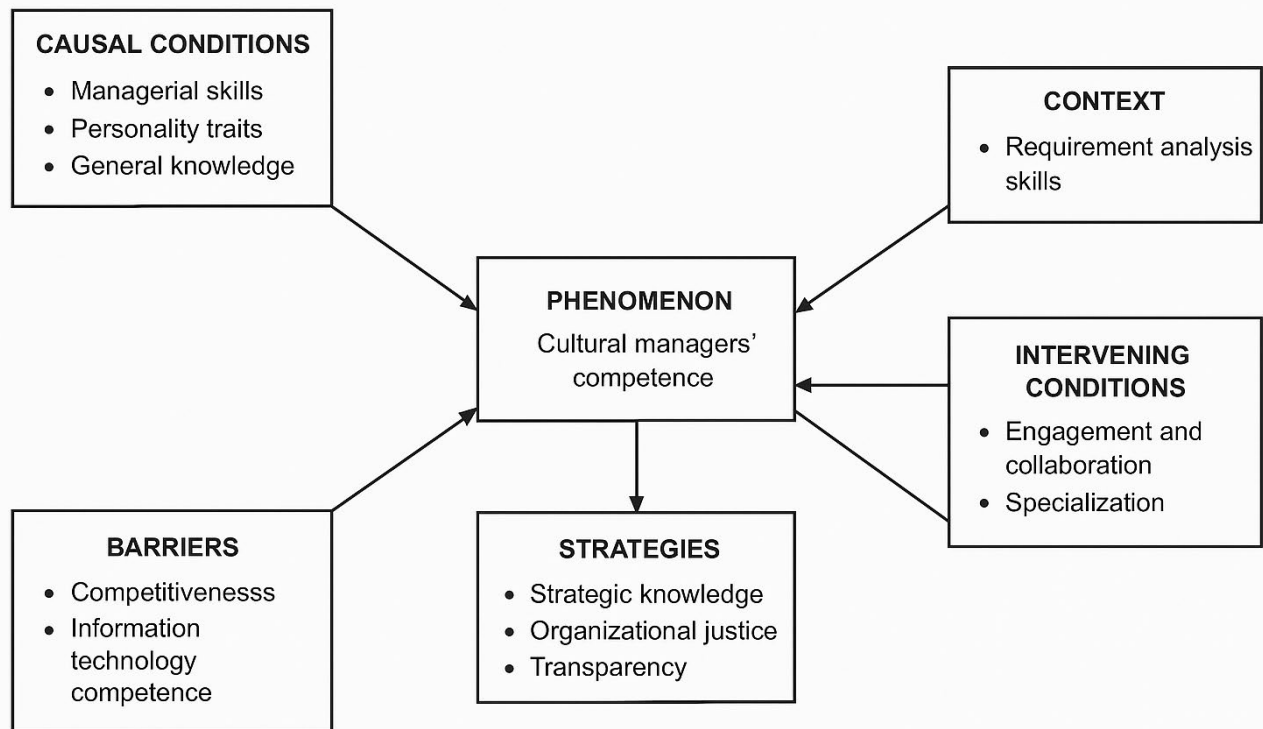 CAUSAL CONDITIONS
• Managerial skills
• Personality traits
• General knowledge
CONTEXT
• Requirement analysis
skills
PHENOMENON
Cultural managers’
competence
INTERVENING
CONDITIONS
• Engagement and
collaboration
• Specialization
BARRIERS
• Competitivenesss
• Information
technology
competence
STRATEGIES
• Strategic knowledge
• Organizational justice
• Transparency